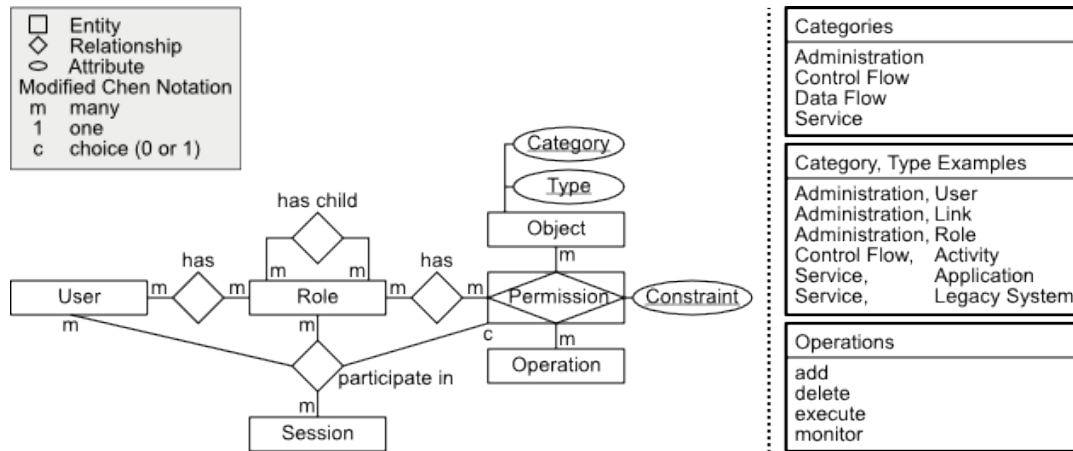 Entity
Relationship
Attribute
Modified Chen Notation
m many
1 one
c choice (0 or 1)
Category
Type
has child
Object
has
has
m
m
m
User
m
m
Role
m
m
Permission
Constraint
m
m
c
m
Operation
participate in
m
Session
Categories
Administration
Control Flow
Data Flow
Service
Category, Type Examples
Administration, User
Administration, Link
Administration, Role
Control Flow, Activity
Service, Application
Service, Legacy System
Operations
add
delete
execute
monitor